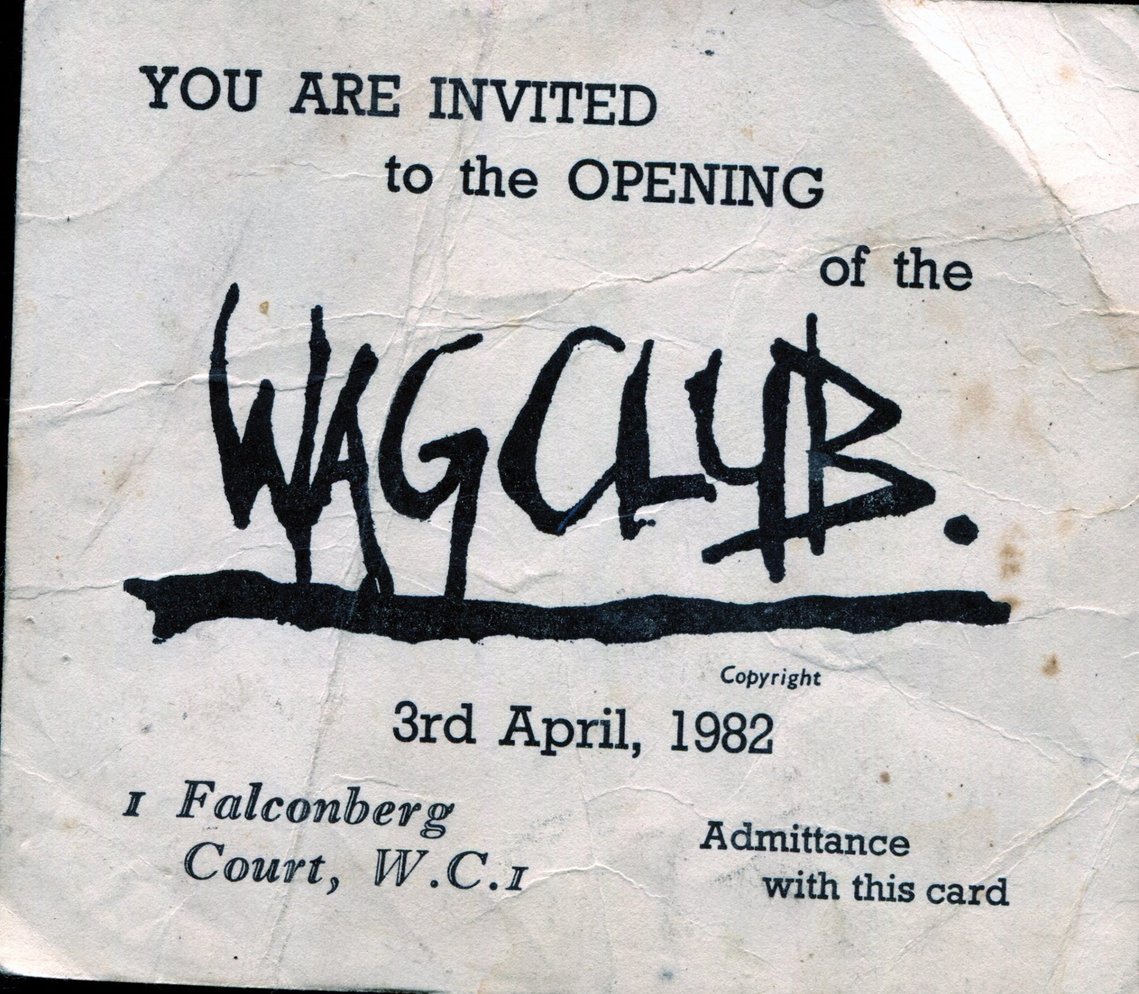 YOU ARE INVITED
to the OPENING
of the
WAG CLUB.
Copyright
3rd April, 1982
1 Falconberg
Court, W.C.1
Admittance
with this card